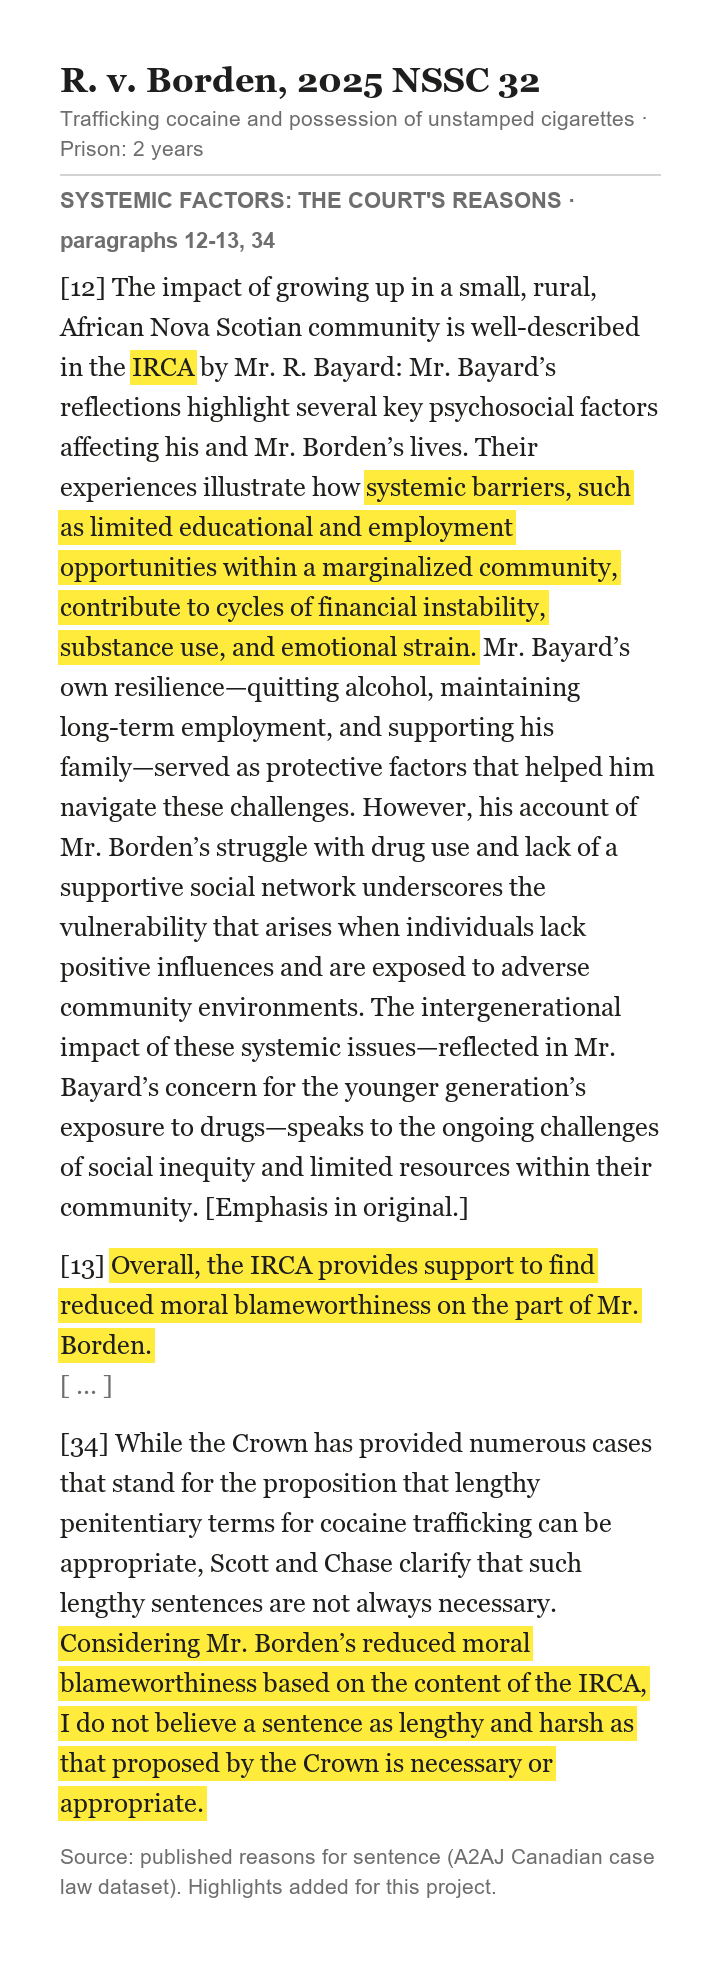 R. v. Borden, 2025 NSSC 32
Trafficking cocaine and possession of unstamped cigarettes ·
Prison: 2 years
SYSTEMIC FACTORS: THE COURT'S REASONS ·
paragraphs 12-13, 34
[12] The impact of growing up in a small, rural,
African Nova Scotian community is well-described
in the IRCA by Mr. R. Bayard: Mr. Bayard’s
reflections highlight several key psychosocial factors
affecting his and Mr. Borden’s lives. Their
experiences illustrate how systemic barriers, such
as limited educational and employment
opportunities within a marginalized community,
contribute to cycles of financial instability,
substance use, and emotional strain. Mr. Bayard’s
own resilience—quitting alcohol, maintaining
long-term employment, and supporting his
family—served as protective factors that helped him
navigate these challenges. However, his account of
Mr. Borden’s struggle with drug use and lack of a
supportive social network underscores the
vulnerability that arises when individuals lack
positive influences and are exposed to adverse
community environments. The intergenerational
impact of these systemic issues—reflected in Mr.
Bayard’s concern for the younger generation’s
exposure to drugs—speaks to the ongoing challenges
of social inequity and limited resources within their
community. [Emphasis in original.]
[13] Overall, the IRCA provides support to find
reduced moral blameworthiness on the part of Mr.
Borden.
[ ... ]
[34] While the Crown has provided numerous cases
that stand for the proposition that lengthy
penitentiary terms for cocaine trafficking can be
appropriate, Scott and Chase clarify that such
lengthy sentences are not always necessary.
Considering Mr. Borden’s reduced moral
blameworthiness based on the content of the IRCA,
I do not believe a sentence as lengthy and harsh as
that proposed by the Crown is necessary or
appropriate.
Source: published reasons for sentence (A2AJ Canadian case
law dataset). Highlights added for this project.